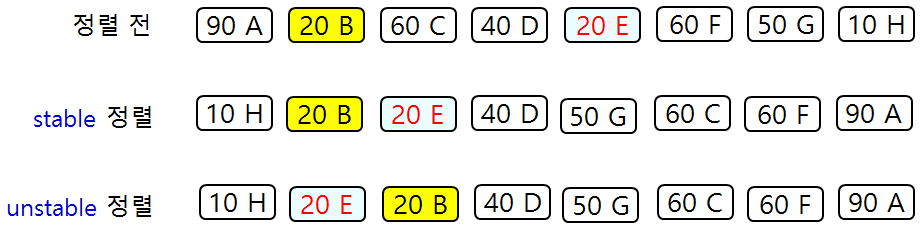 정렬 전 90 A 20 B 60 C 40 D 20 E 60 F 50 G 10 H
stable 정렬 10 H 20 B 20 E 40 D 50 G 60 C 60 F 90 A
unstable 정렬 10 H 20 E 20 B 40 D 50 G 60 C 60 F 90 A